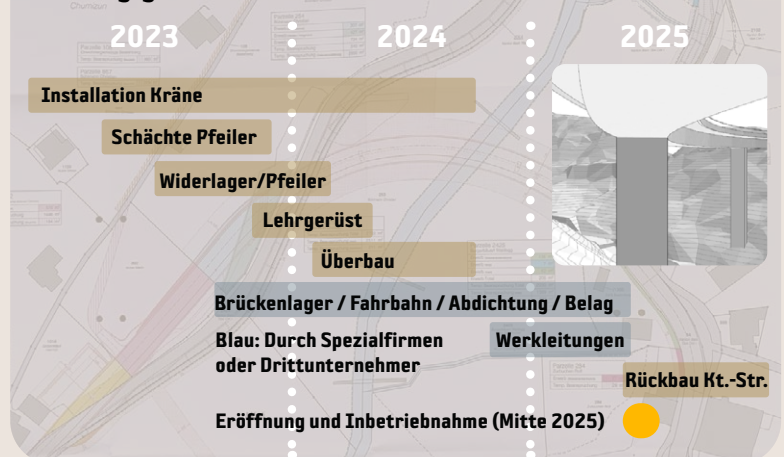 2023 2024 2025
Installation Kräne
Schächte Pfeiler
Widerlager/Pfeiler
Lehrgerüst
Überbau
Brückenlager / Fahrbahn / Abdichtung / Belag
Blau: Durch Spezialfirmen
oder Drittunternehmer
Werkleitungen
Rückbau Kt.-Str.
Eröffnung und Inbetriebnahme (Mitte 2025)